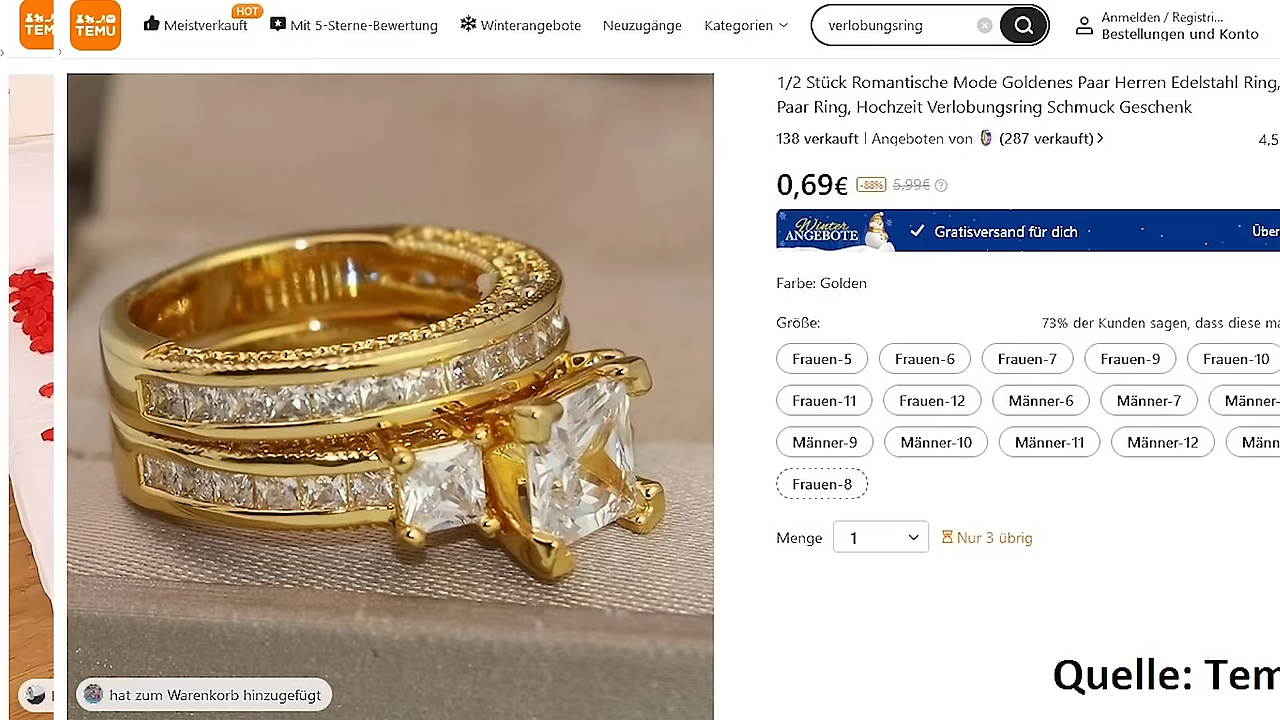 TEM
TEMU
Meistverkauft
HOT
Mit 5-Sterne-Bewertung
Winterangebote
Neuzugänge
Kategorien
verlobungsring
Anmelden / Registri...
Bestellungen und Konto
1/2 Stück Romantische Mode Goldenes Paar Herren Edelstahl Ring,
Paar Ring, Hochzeit Verlobungsring Schmuck Geschenk
138 verkauft | Angeboten von (287 verkauft)
4,5
0,69€ -88% 5,99€
Winter
ANGEBOTE
Gratisversand für dich
Über
Farbe: Golden
Größe:
73% der Kunden sagen, dass diese ma
Frauen-5 Frauen-6 Frauen-7 Frauen-9 Frauen-10
Frauen-11 Frauen-12 Männer-6 Männer-7 Männer-
Männer-9 Männer-10 Männer-11 Männer-12 Männ
Frauen-8
Menge 1 Nur 3 übrig
hat zum Warenkorb hinzugefügt
Quelle: Tem